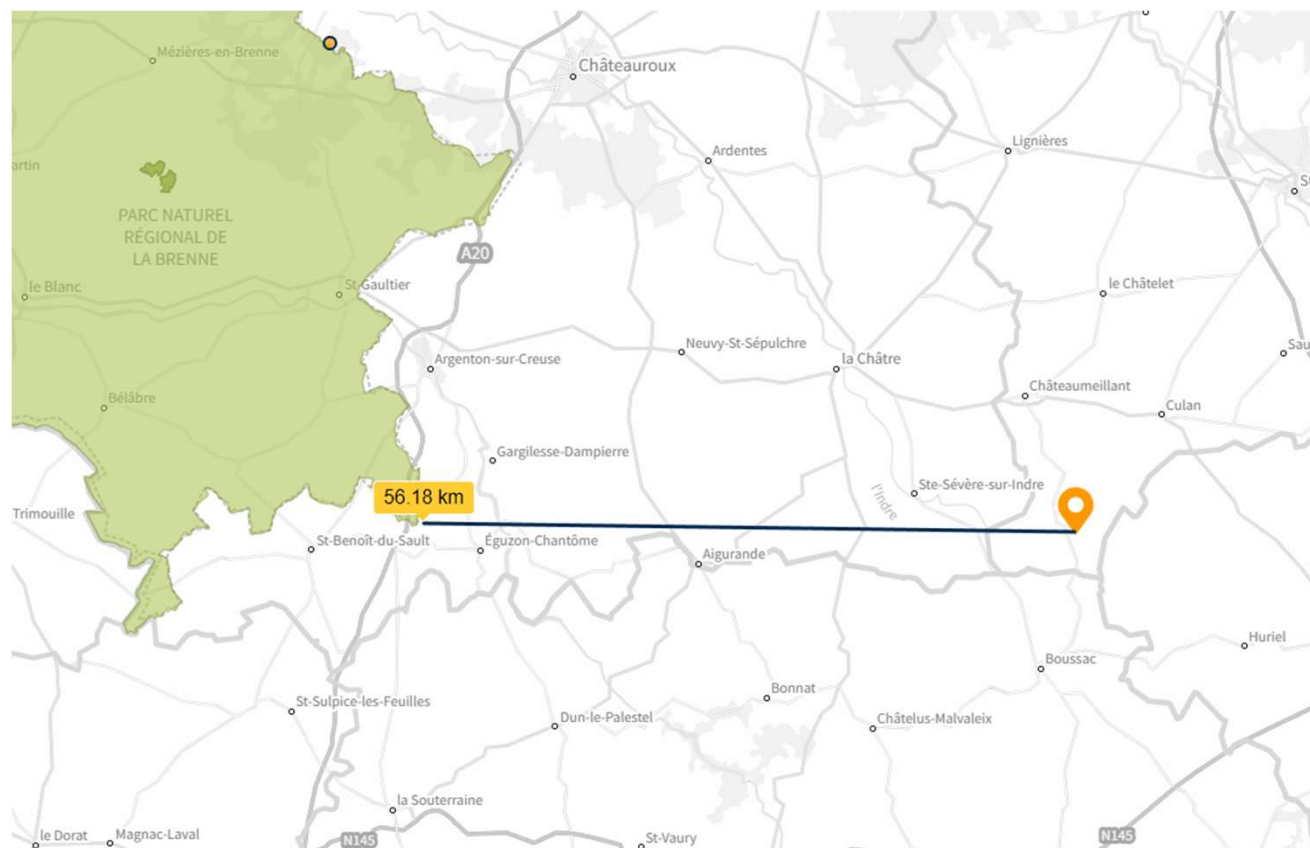 Mézières-en-Brenne
Châteauroux
Ardentes
Lignières
artin
St
PARC NATUREL
RÉGIONAL DE
LA BRENNE
A20
le Blanc
St-Gaultier
le Châtelet
Neuvy-St-Sépulchre
la Châtre
Sau
Argenton-sur-Creuse
Châteaumeillant
Bélâbre
Culan
Gargilesse-Dampierre
56.18 km
Ste-Sévère-sur-Indre
l'Indre
Trimouille
St-Benoît-du-Sault
Éguzon-Chantôme
Aigurande
Huriel
Boussac
Bonnat
St-Sulpice-les-Feuilles
Dun-le-Palestel
Châtelus-Malvaleix
la Souterraine
le Dorat
Magnac-Laval
N145
St-Vaury
N145